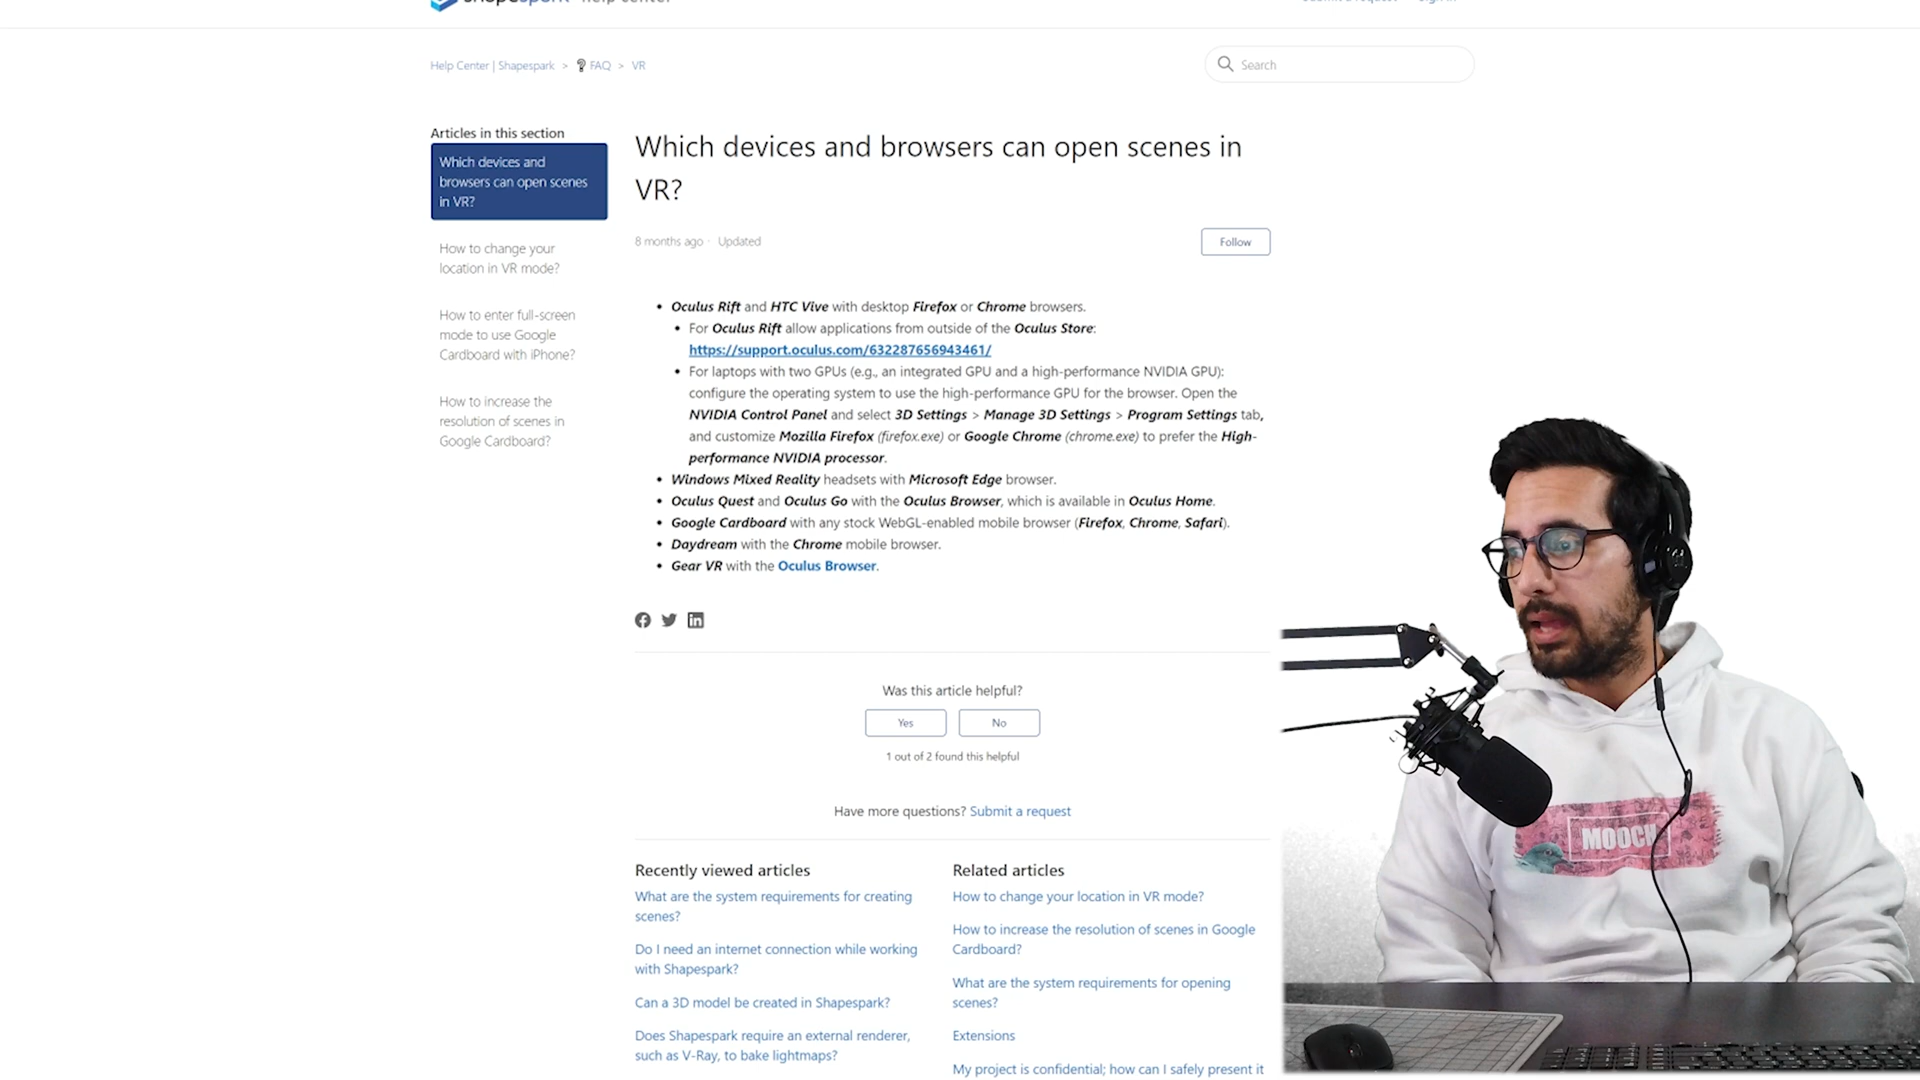 shapespark help center
Submit a request Sign in
Help Center | Shapespark > FAQ > VR
Search
Articles in this section
Which devices and
browsers can open scenes
in VR?
How to change your
location in VR mode?
How to enter full-screen
mode to use Google
Cardboard with iPhone?
How to increase the
resolution of scenes in
Google Cardboard?
Which devices and browsers can open scenes in
VR?
8 months ago · Updated
Follow
• Oculus Rift and HTC Vive with desktop Firefox or Chrome browsers.
• For Oculus Rift allow applications from outside of the Oculus Store:
https://support.oculus.com/632287656943461/
• For laptops with two GPUs (e.g., an integrated GPU and a high-performance NVIDIA GPU):
configure the operating system to use the high-performance GPU for the browser. Open the
NVIDIA Control Panel and select 3D Settings > Manage 3D Settings > Program Settings tab,
and customize Mozilla Firefox (firefox.exe) or Google Chrome (chrome.exe) to prefer the High-
performance NVIDIA processor.
• Windows Mixed Reality headsets with Microsoft Edge browser.
• Oculus Quest and Oculus Go with the Oculus Browser, which is available in Oculus Home.
• Google Cardboard with any stock WebGL-enabled mobile browser (Firefox, Chrome, Safari).
• Daydream with the Chrome mobile browser.
• Gear VR with the Oculus Browser.
Was this article helpful?
Yes No
1 out of 2 found this helpful
Have more questions? Submit a request
Recently viewed articles
What are the system requirements for creating
scenes?
Do I need an internet connection while working
with Shapespark?
Can a 3D model be created in Shapespark?
Does Shapespark require an external renderer,
such as V-Ray, to bake lightmaps?
Related articles
How to change your location in VR mode?
How to increase the resolution of scenes in Google
Cardboard?
What are the system requirements for opening
scenes?
Extensions
My project is confidential; how can I safely present it
MOOCH